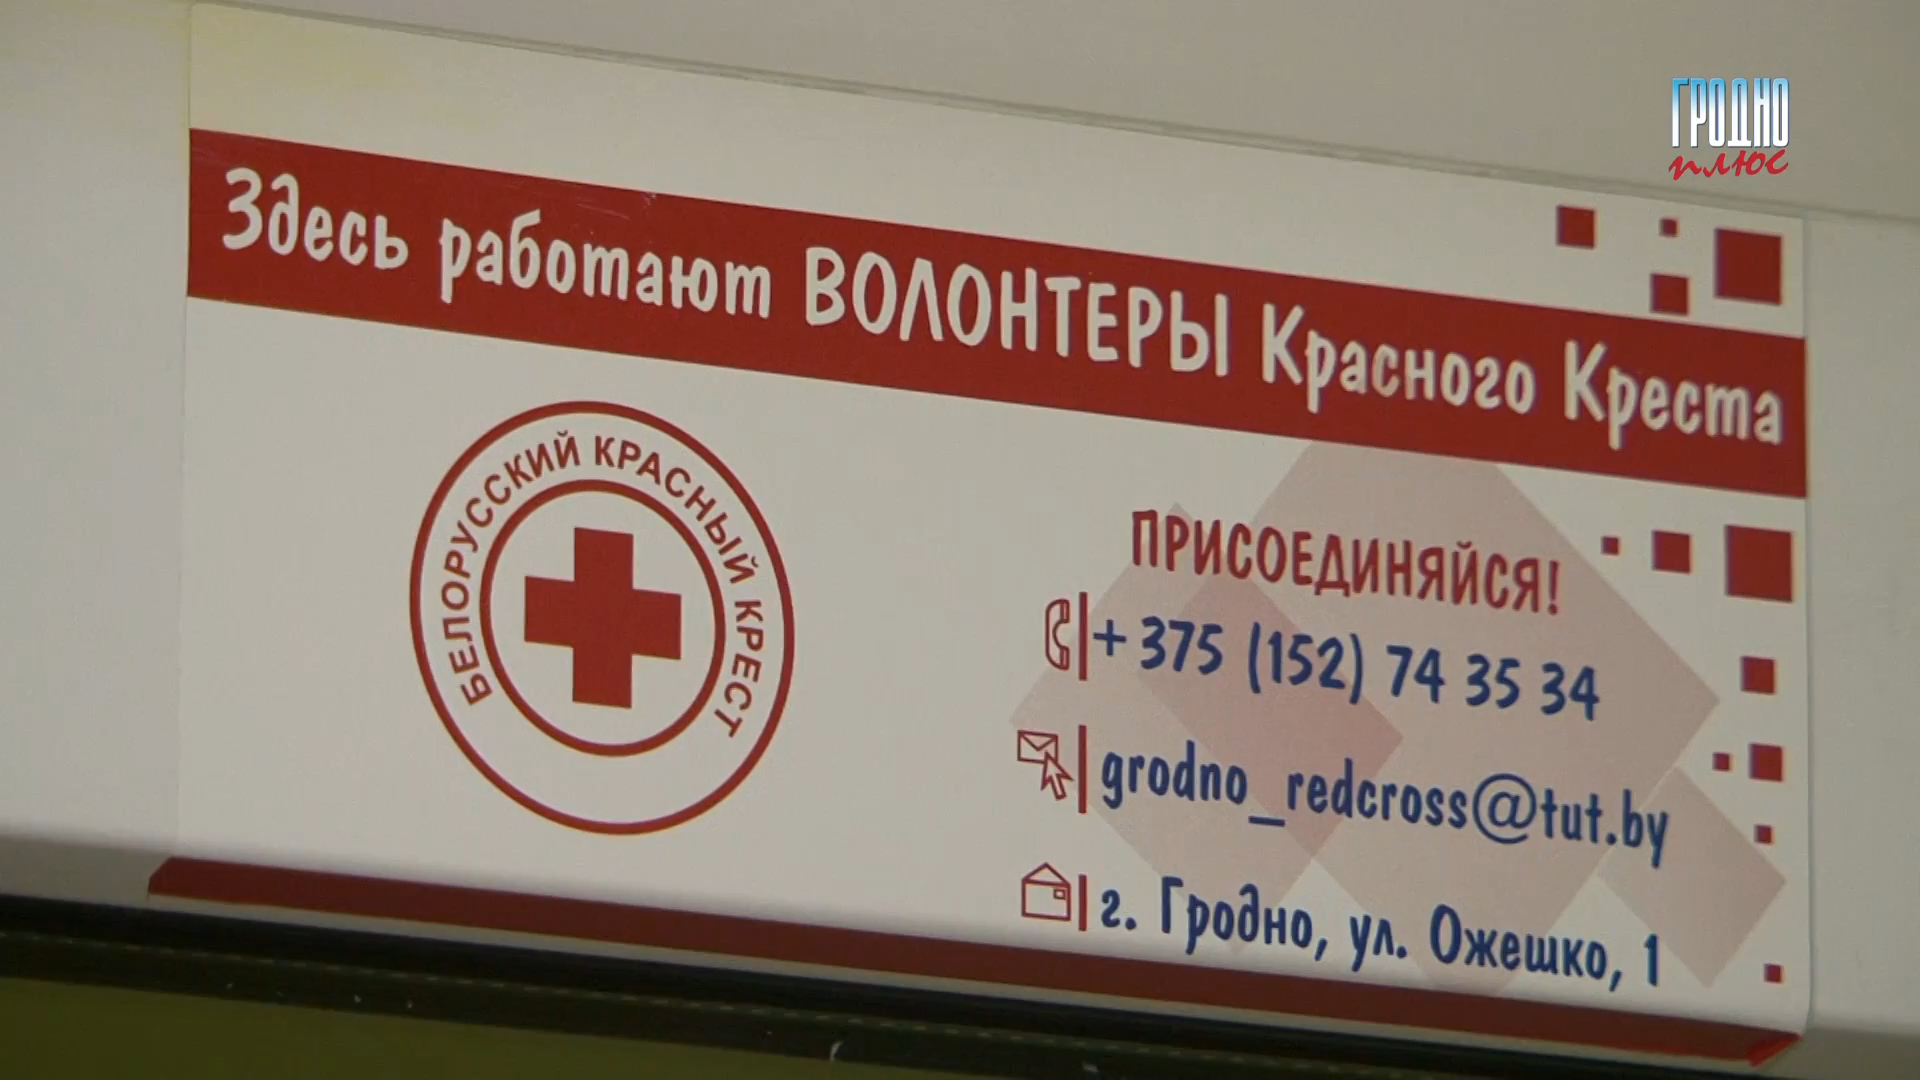 ГРОДНО
плюс
Здесь работают ВОЛОНТЕРЫ Красного Креста
БЕЛОРУССКИЙ КРАСНЫЙ КРЕСТ
ПРИСОЕДИНЯЙСЯ!
+375 (152) 74 35 34
grodno_redcross@tut.by
г. Гродно, ул. Ожешко, 1